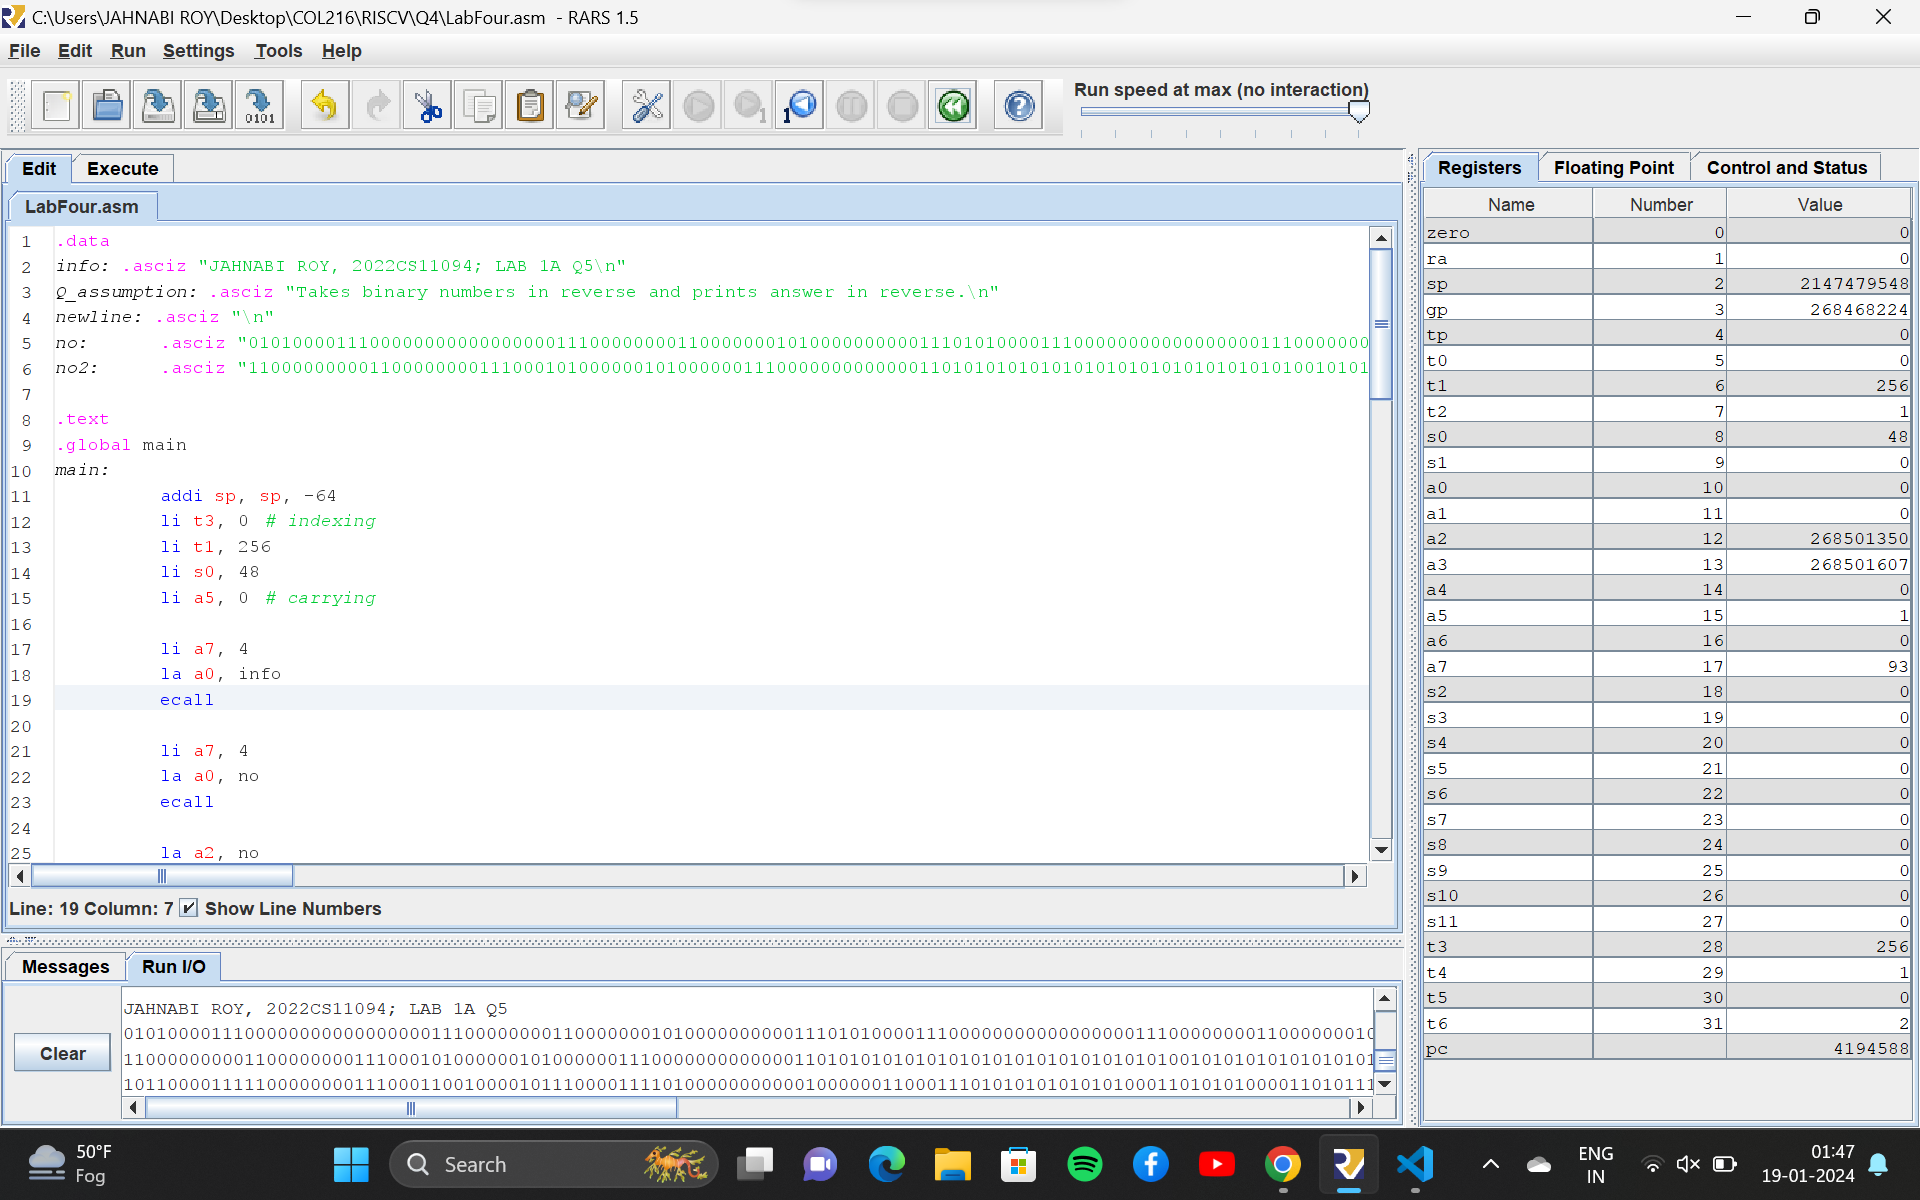 C:\Users\JAHNABI ROY\Desktop\COL216\RISCV\Q4\LabFour.asm - RARS 1.5
File Edit Run Settings Tools Help
Run speed at max (no interaction)
Edit Execute
LabFour.asm
1 .data
2 info: .asciz "JAHNABI ROY, 2022CS11094; LAB 1A Q5\n"
3 Q_assumption: .asciz "Takes binary numbers in reverse and prints answer in reverse.\n"
4 newline: .asciz "\n"
5 no: .asciz
6 no2: .asciz
7
8 .text
9 .global main
10 main:
11 addi sp, sp, -64
12 li t3, 0 # indexing
13 li t1, 256
14 li s0, 48
15 li a5, 0 # carrying
16
17 li a7, 4
18 la a0, info
19 ecall
20
21 li a7, 4
22 la a0, no
23 ecall
24
25 la a2, no
Line: 19 Column: 7 Show Line Numbers
Messages Run I/O
Clear
JAHNABI ROY, 2022CS11094; LAB 1A Q5
Registers Floating Point Control and Status
Name Number Value
zero 0 0
ra 1 0
sp 2 2147479548
gp 3 268468224
tp 4 0
t0 5 0
t1 6 256
t2 7 1
s0 8 48
s1 9 0
a0 10 0
a1 11 0
a2 12 268501350
a3 13 268501607
a4 14 0
a5 15 1
a6 16 0
a7 17 93
s2 18 0
s3 19 0
s4 20 0
s5 21 0
s6 22 0
s7 23 0
s8 24 0
s9 25 0
s10 26 0
s11 27 0
t3 28 256
t4 29 1
t5 30 0
t6 31 2
pc 4194588
50°F
Fog
Search
ENG
IN
01:47
19-01-2024